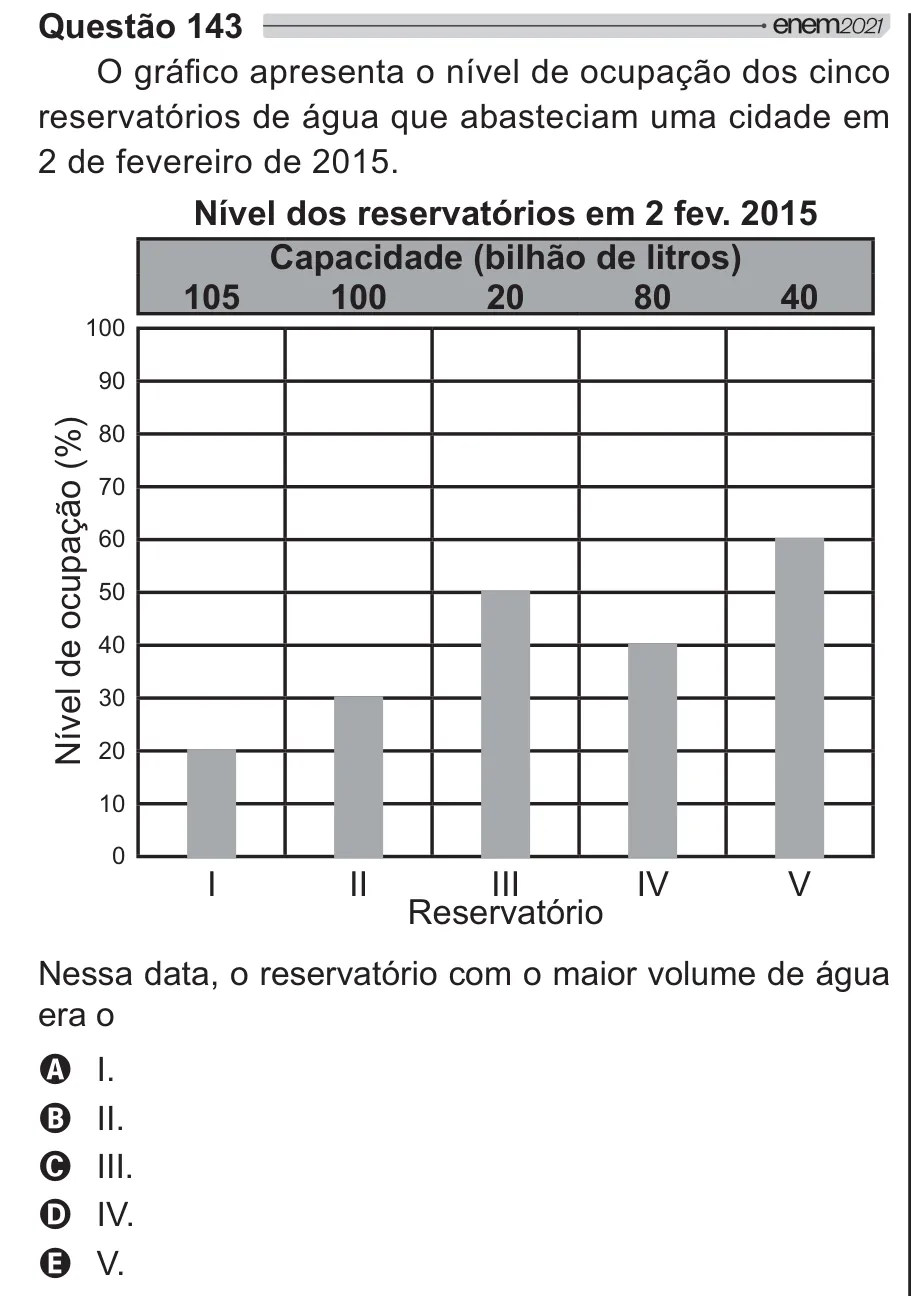 Questão 143
enem2021
O gráfico apresenta o nível de ocupação dos cinco
reservatórios de água que abasteciam uma cidade em
2 de fevereiro de 2015.
Nível dos reservatórios em 2 fev. 2015
Capacidade (bilhão de litros)
105 100 20 80 40
Nível de ocupação (%)
100
90
80
70
60
50
40
30
20
10
0
I II III IV V
Reservatório
Nessa data, o reservatório com o maior volume de água
era o
A I.
B II.
C III.
D IV.
E V.